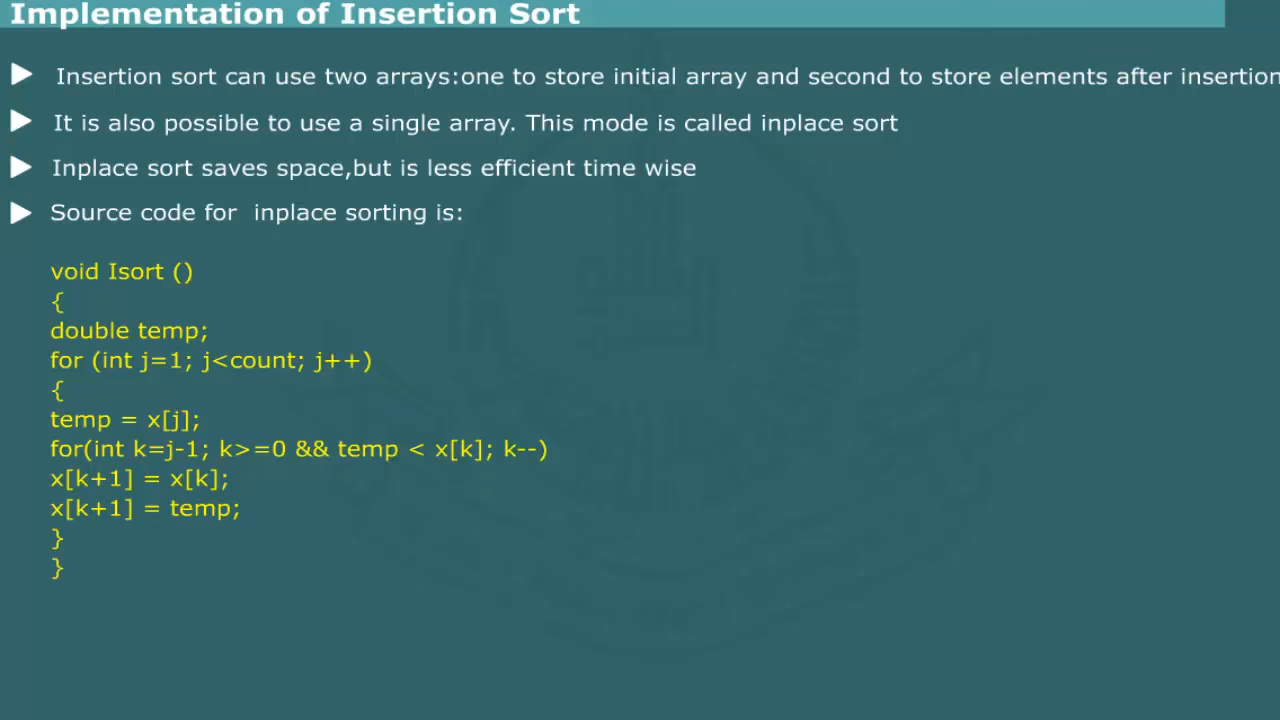 Implementation of Insertion Sort
Insertion sort can use two arrays:one to store initial array and second to store elements after insertion
It is also possible to use a single array. This mode is called inplace sort
Inplace sort saves space,but is less efficient time wise
Source code for  inplace sorting is:
void Isort ()
{
double temp;
for (int j=1; j<count; j++)
{
temp = x[j];
for(int k=j-1; k>=0 && temp < x[k]; k--)
x[k+1] = x[k];
x[k+1] = temp;
}
}